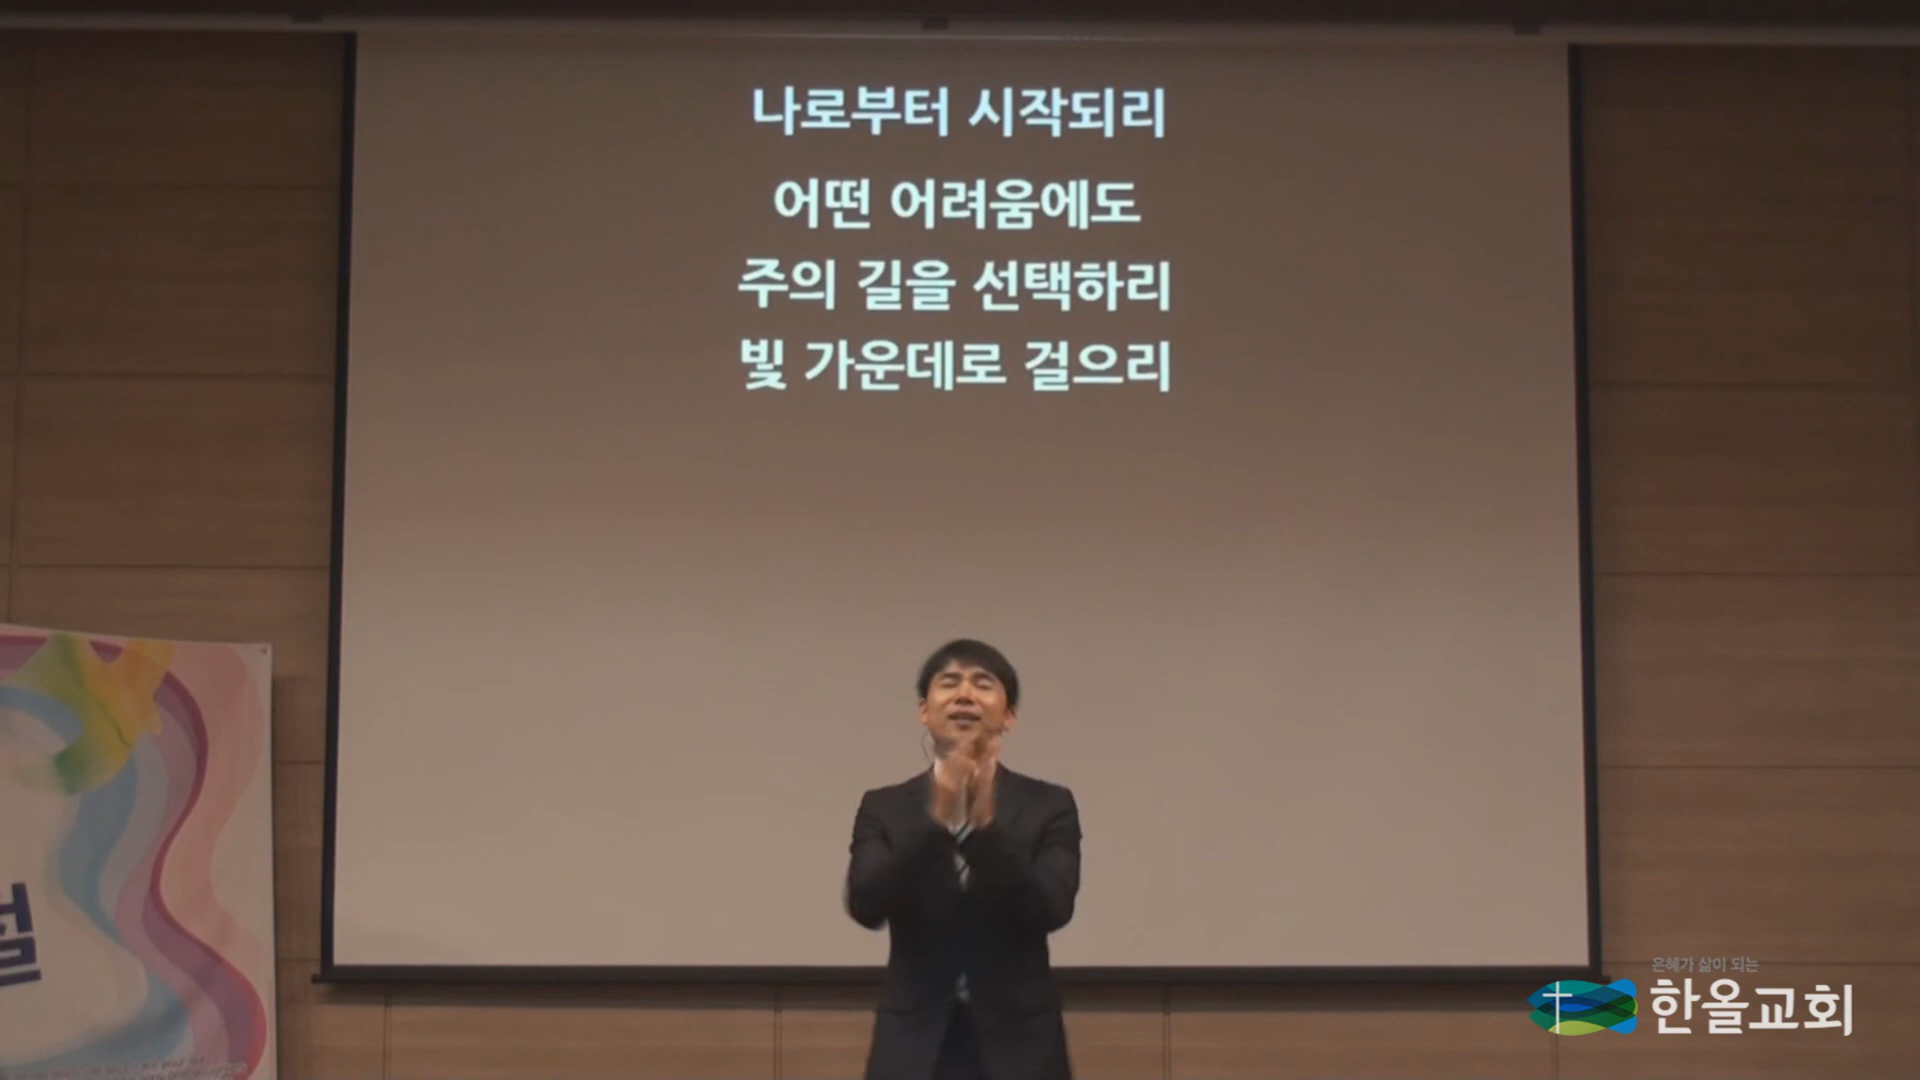 나로부터 시작되리
어떤 어려움에도
주의 길을 선택하리
빛 가운데로 걸으리
은혜가 삶이 되는
한올교회